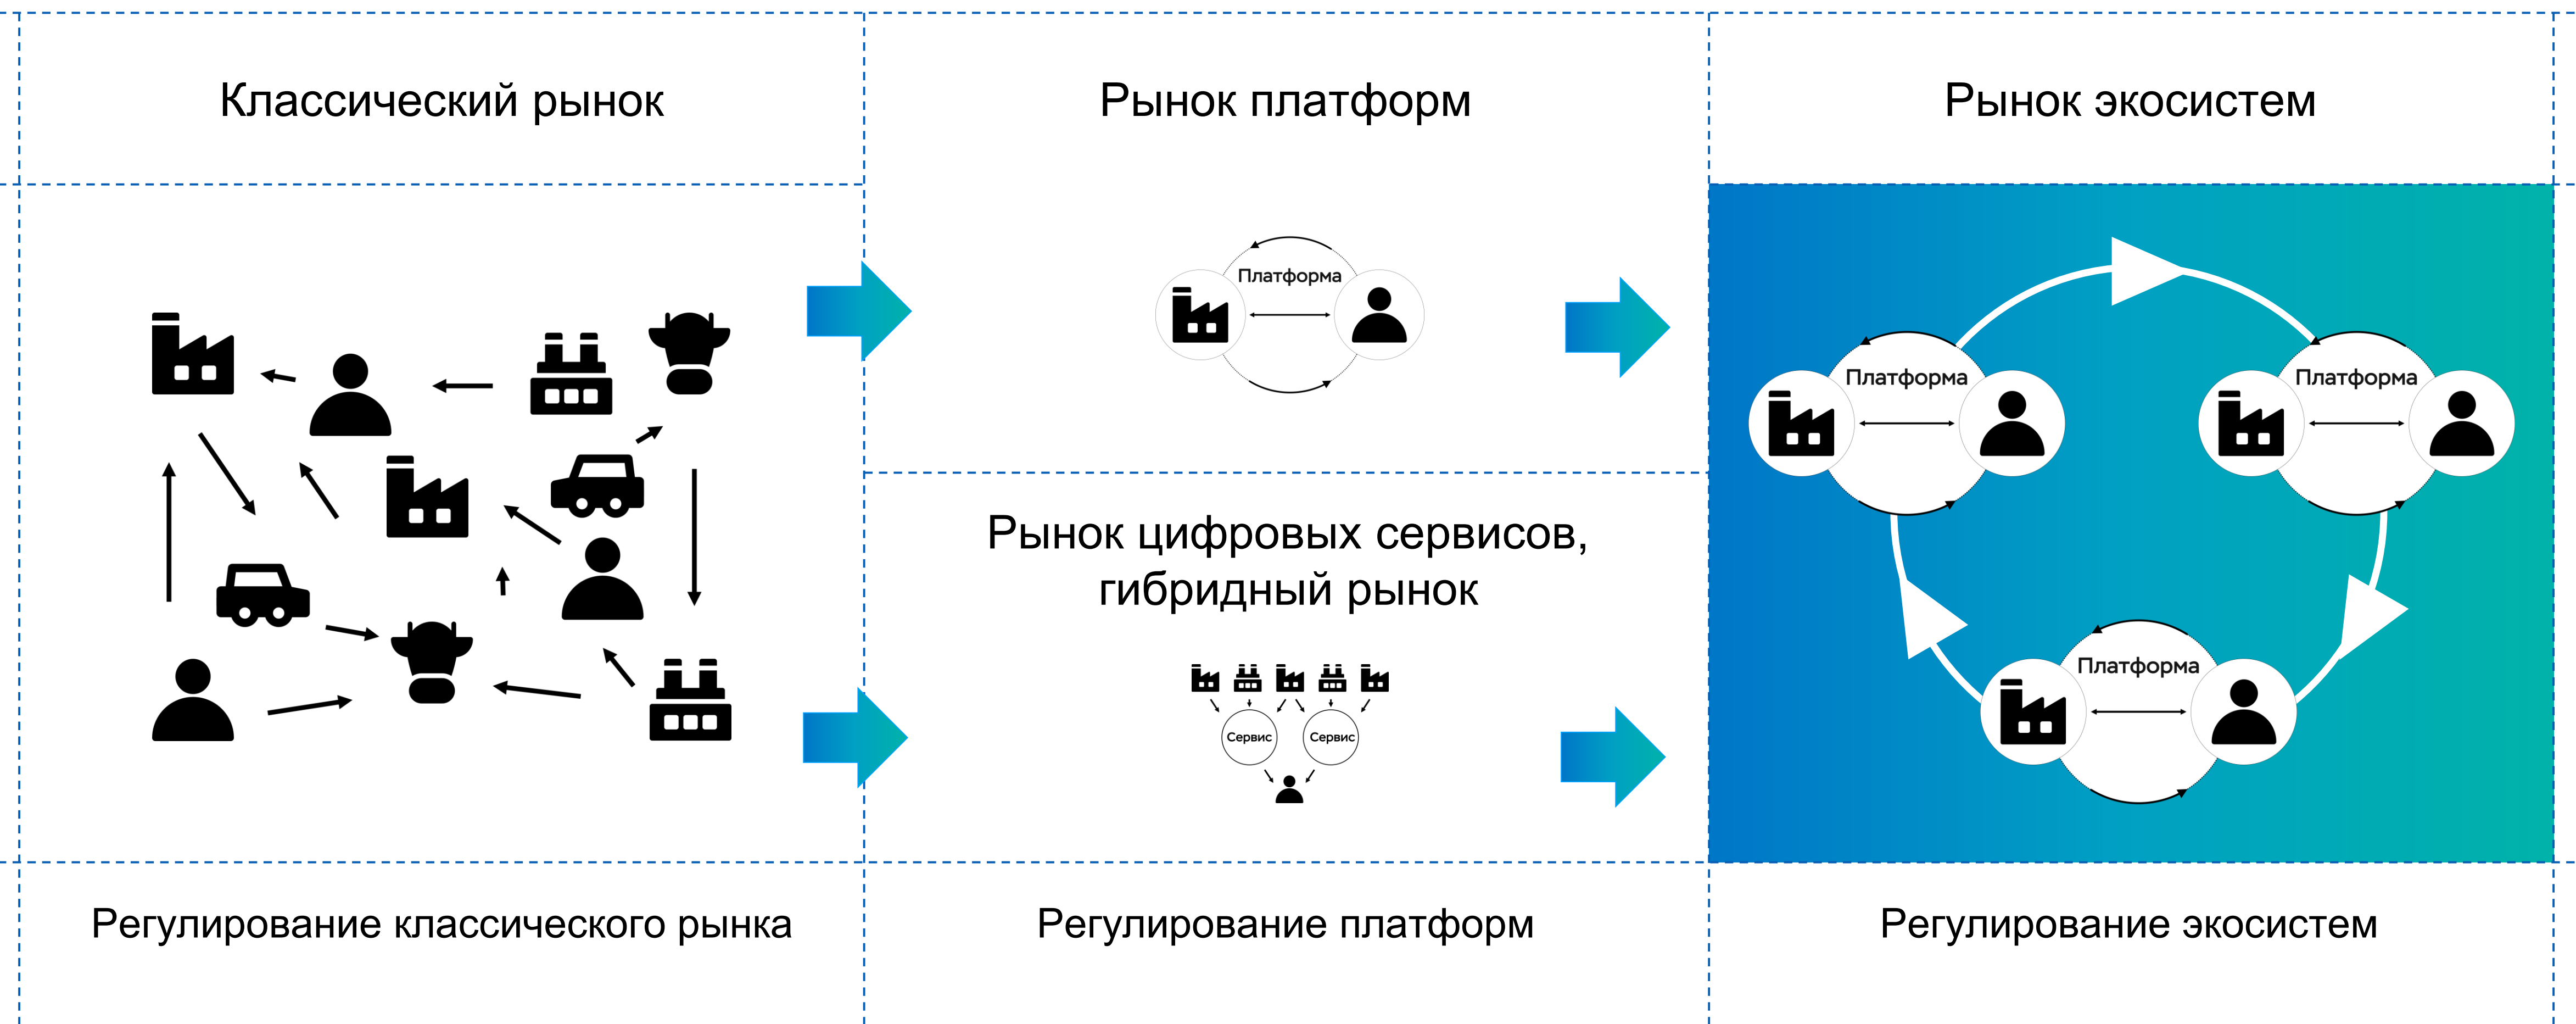 Классический рынок
Рынок платформ
Рынок экосистем
Платформа
Рынок цифровых сервисов,
гибридный рынок
Сервис
Сервис
Платформа
Платформа
Платформа
Регулирование классического рынка
Регулирование платформ
Регулирование экосистем